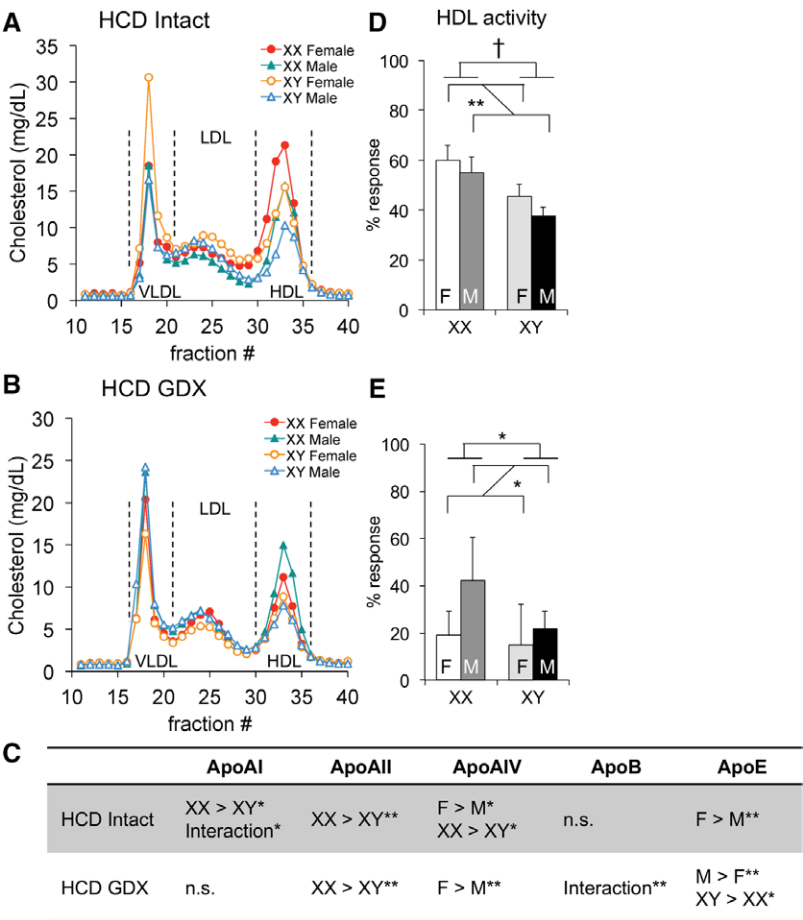 A
HCD Intact
Cholesterol (mg/dL)
35
30
25
20
15
10
5
0
XX Female
XX Male
XY Female
XY Male
LDL
VLDL
HDL
10 15 20 25 30 35 40
fraction #
D
HDL activity
% response
100
80
60
40
20
0
†
**
F M F M
XX XY
B
HCD GDX
Cholesterol (mg/dL)
30
25
20
15
10
5
0
XX Female
XX Male
XY Female
XY Male
LDL
VLDL
HDL
10 15 20 25 30 35 40
fraction #
E
% response
100
80
60
40
20
0
*
*
F M F M
XX XY
C
ApoAI ApoAII ApoAIV ApoB ApoE
HCD Intact XX > XY* Interaction* XX > XY** F > M* XX > XY* n.s. F > M**
HCD GDX n.s. XX > XY** F > M** Interaction** M > F** XY > XX*